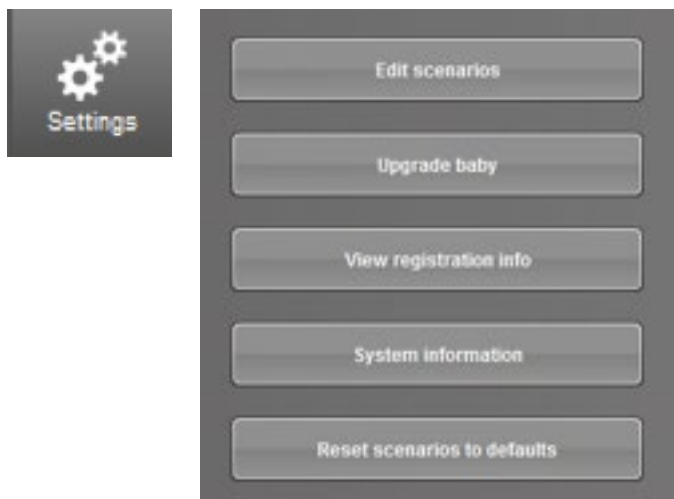 Settings
Edit scenarios
Upgrade baby
View registration info
System information
Reset scenarios to defaults